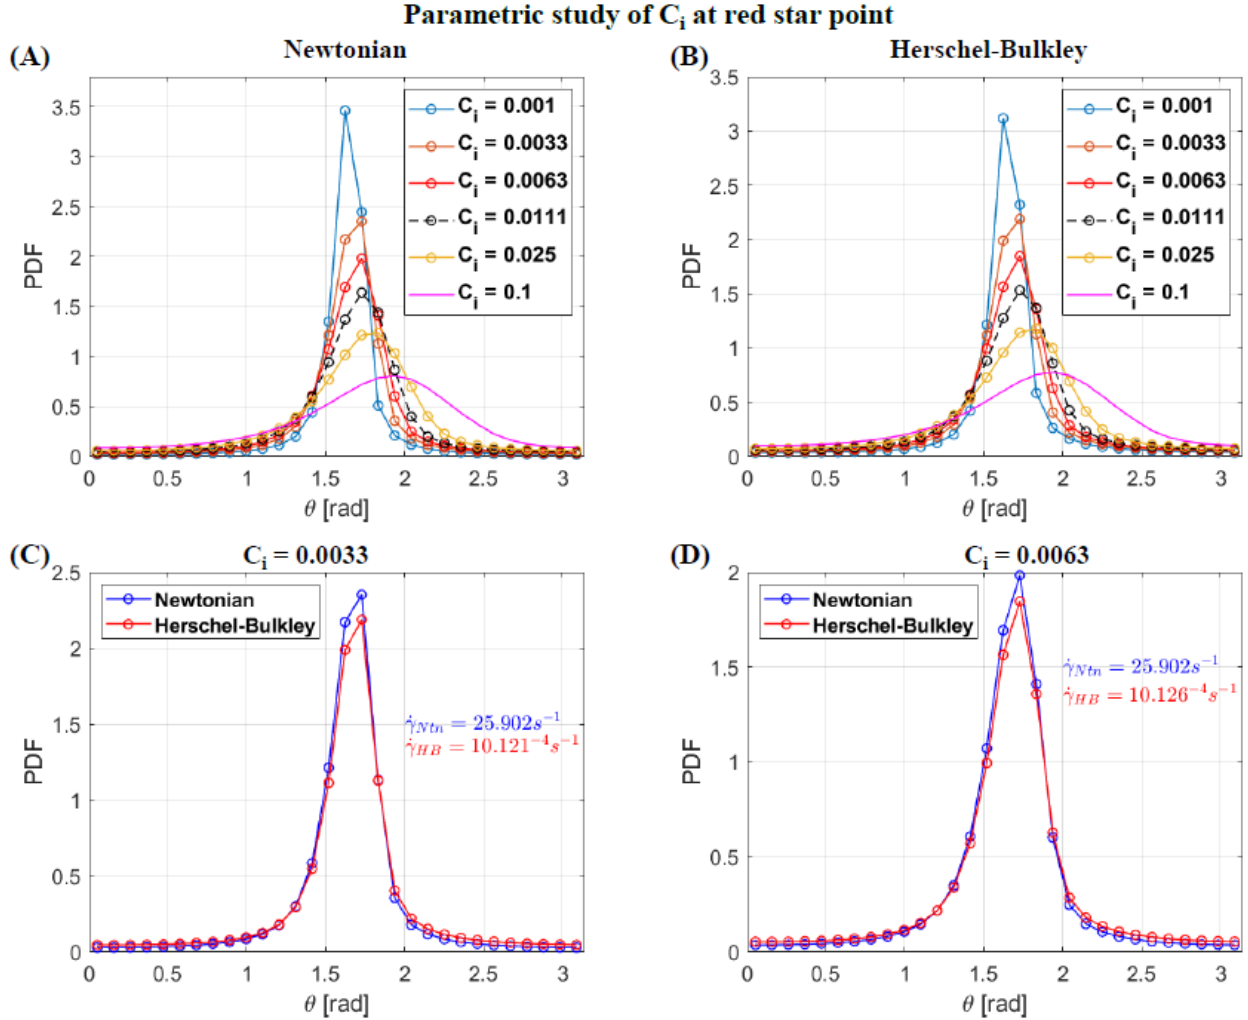 Parametric study of C_i at red star point
(A) Newtonian
PDF
3.5
3
2.5
2
1.5
1
0.5
0
C_i = 0.001
C_i = 0.0033
C_i = 0.0063
C_i = 0.0111
C_i = 0.025
C_i = 0.1
0 0.5 1 1.5 2 2.5 3
θ [rad]
(B) Herschel-Bulkley
PDF
3.5
3
2.5
2
1.5
1
0.5
0
C_i = 0.001
C_i = 0.0033
C_i = 0.0063
C_i = 0.0111
C_i = 0.025
C_i = 0.1
0 0.5 1 1.5 2 2.5 3
θ [rad]
(C) C_i = 0.0033
PDF
2.5
2
1.5
1
0.5
0
Newtonian
Herschel-Bulkley
γ̇_Ntn = 25.902s⁻¹
γ̇_HB = 10.121⁻⁴s⁻¹
0 0.5 1 1.5 2 2.5 3
θ [rad]
(D) C_i = 0.0063
PDF
2
1.5
1
0.5
0
Newtonian
Herschel-Bulkley
γ̇_Ntn = 25.902s⁻¹
γ̇_HB = 10.126⁻⁴s⁻¹
0 0.5 1 1.5 2 2.5 3
θ [rad]